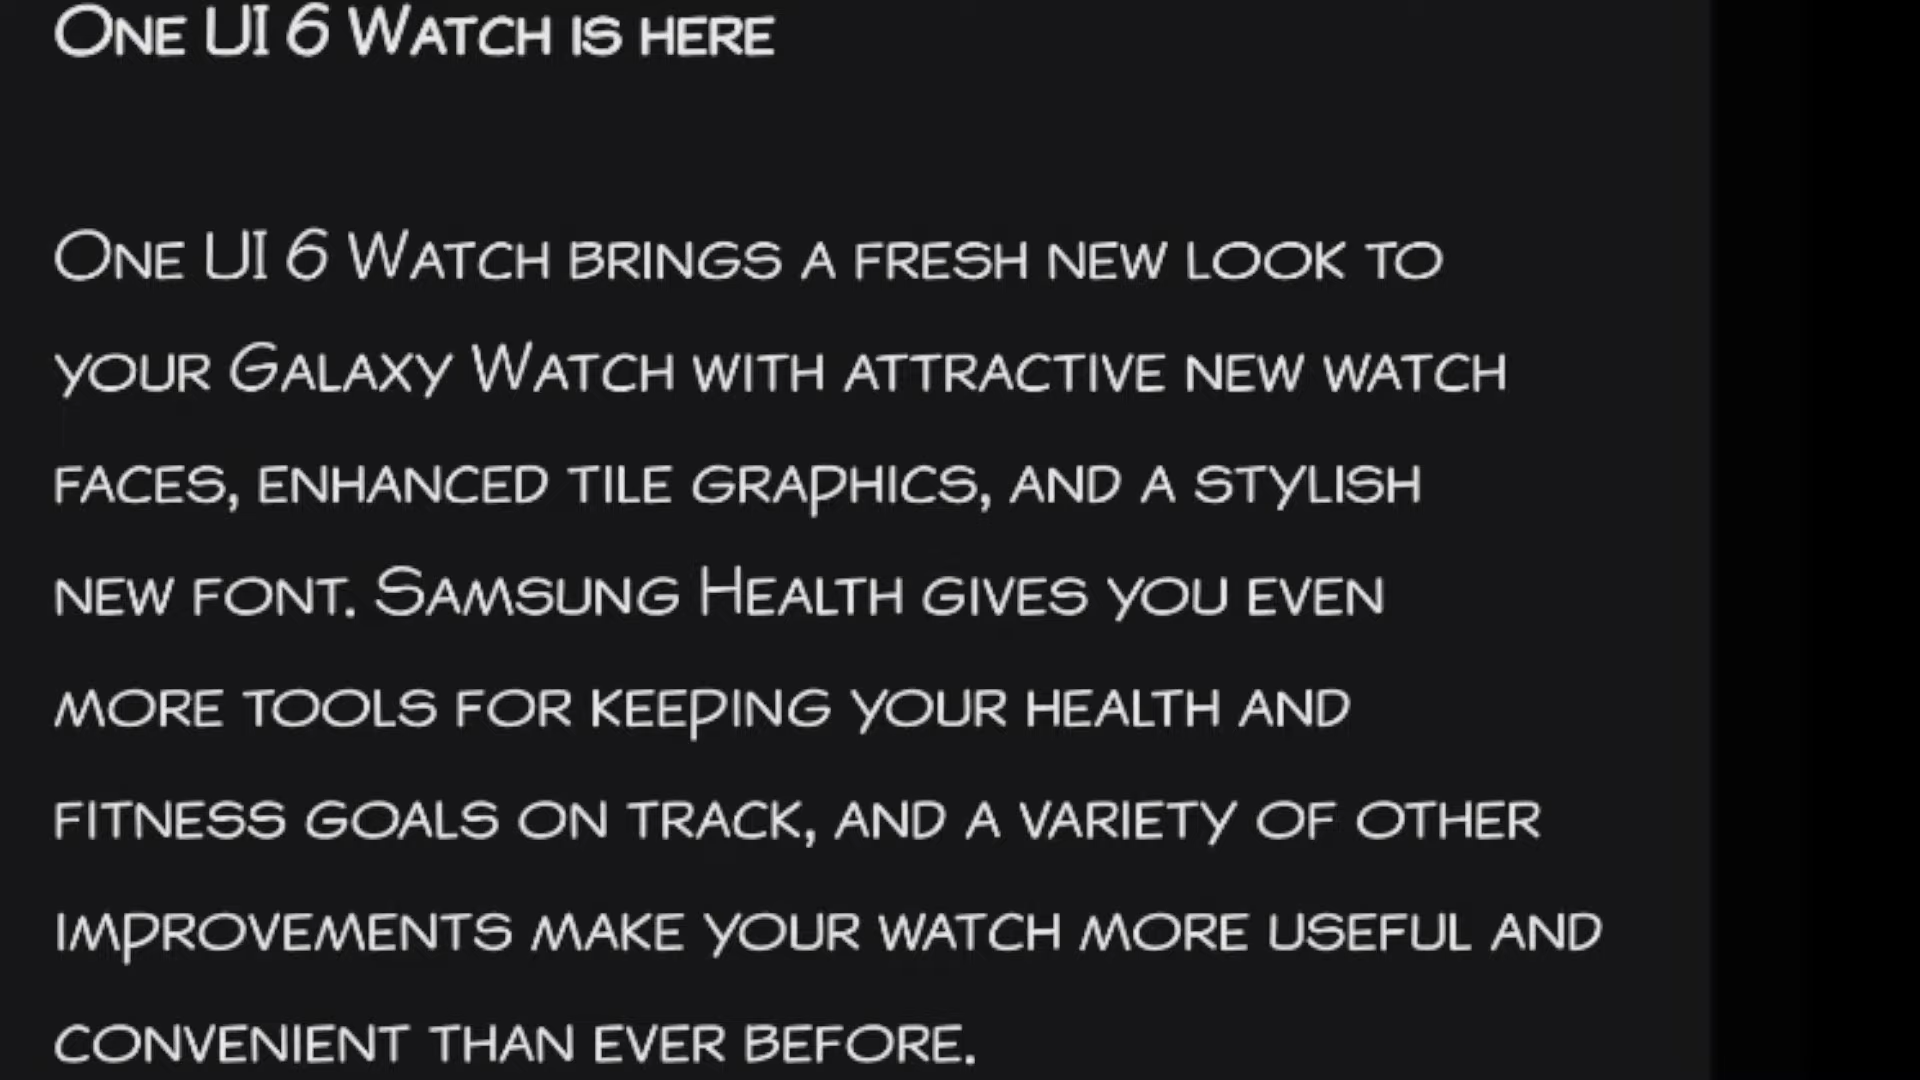 One UI 6 Watch is here
One UI 6 Watch brings a fresh new look to
your Galaxy Watch with attractive new watch
faces, enhanced tile graphics, and a stylish
new font. Samsung Health gives you even
more tools for keeping your health and
fitness goals on track, and a variety of other
improvements make your watch more useful and
convenient than ever before.